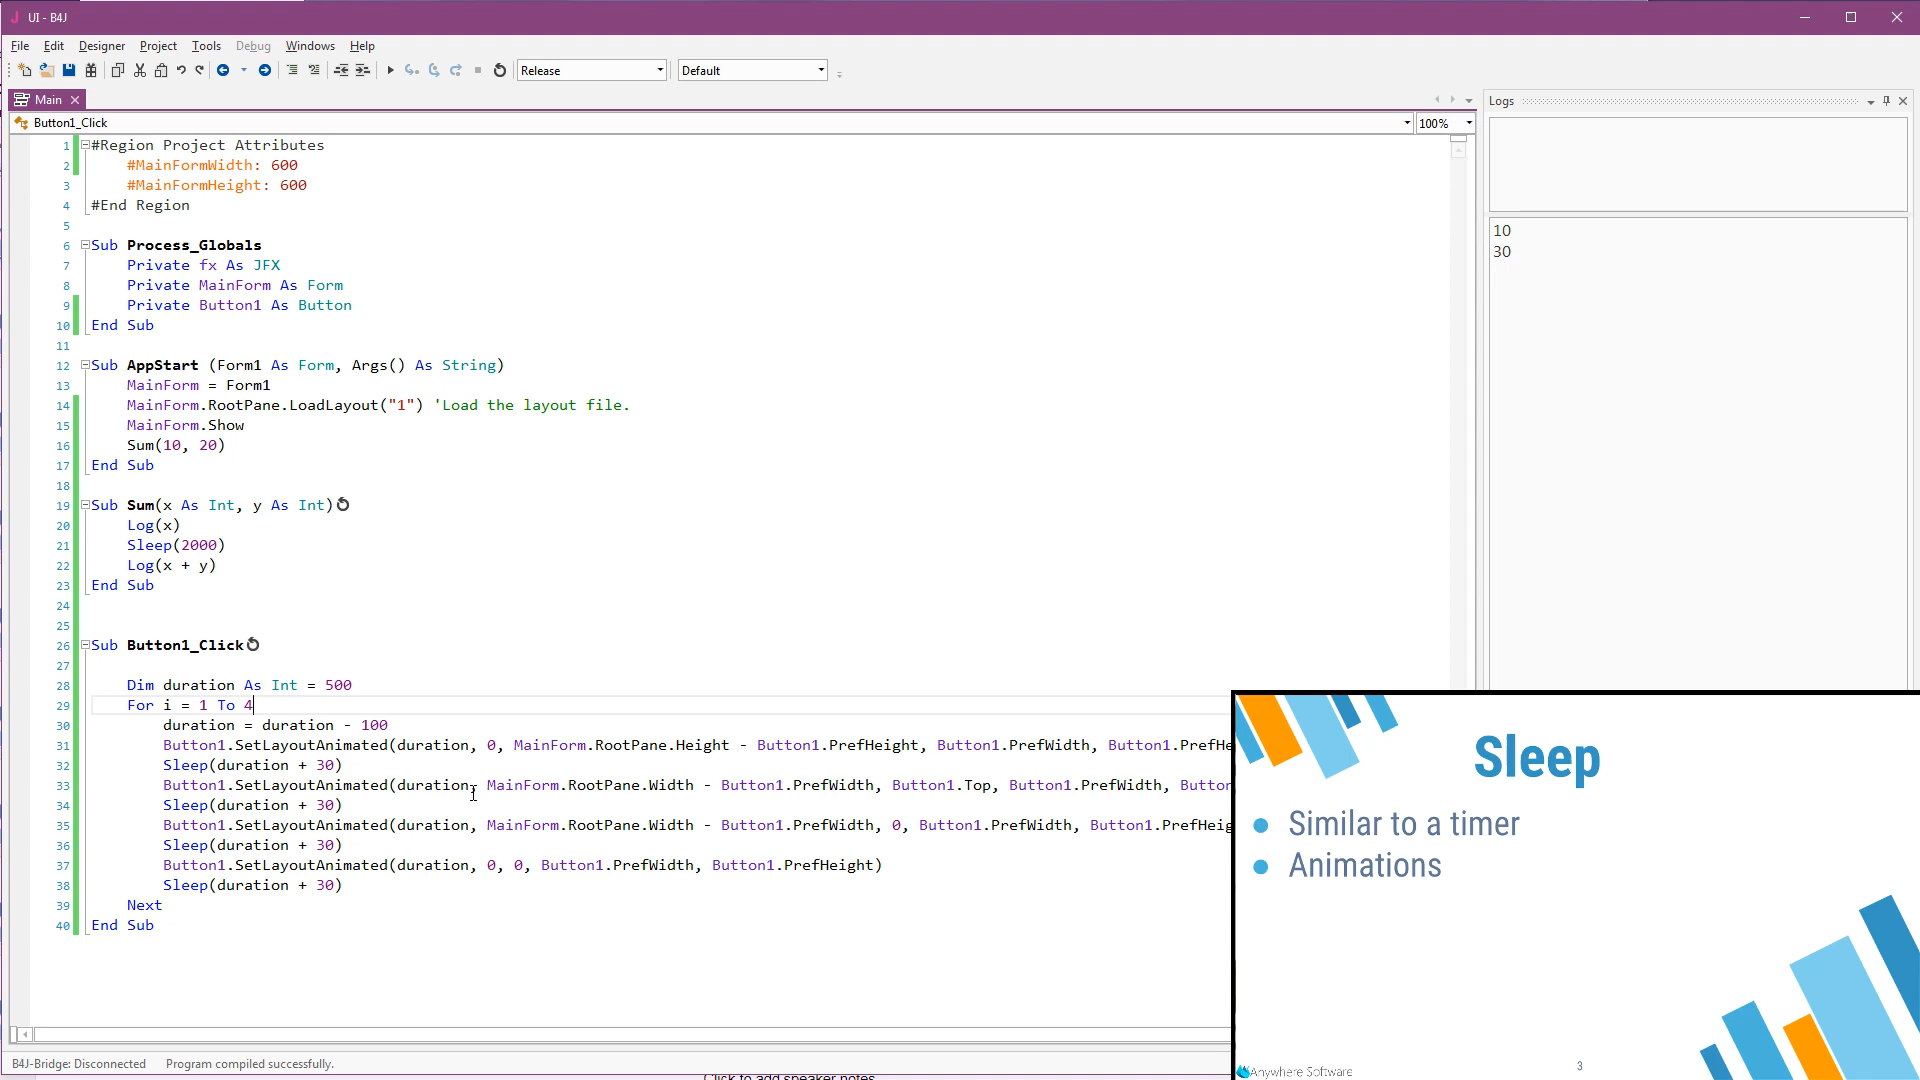 UI - B4J
File Edit Designer Project Tools Debug Windows Help
Release Default
Main
Logs
Button1_Click
100%
1 #Region Project Attributes
2 #MainFormWidth: 600
3 #MainFormHeight: 600
4 #End Region
5
6 Sub Process_Globals
7 Private fx As JFX
8 Private MainForm As Form
9 Private Button1 As Button
10 End Sub
11
12 Sub AppStart (Form1 As Form, Args() As String)
13 MainForm = Form1
14 MainForm.RootPane.LoadLayout("1") 'Load the layout file.
15 MainForm.Show
16 Sum(10, 20)
17 End Sub
18
19 Sub Sum(x As Int, y As Int)
20 Log(x)
21 Sleep(2000)
22 Log(x + y)
23 End Sub
24
25
26 Sub Button1_Click
27
28 Dim duration As Int = 500
29 For i = 1 To 4
30 duration = duration - 100
31 Button1.SetLayoutAnimated(duration, 0, MainForm.RootPane.Height - Button1.PrefHeight, Button1.PrefWidth, Button1.PrefHe
32 Sleep(duration + 30)
33 Button1.SetLayoutAnimated(duration, MainForm.RootPane.Width - Button1.PrefWidth, Button1.Top, Button1.PrefWidth, Button
34 Sleep(duration + 30)
35 Button1.SetLayoutAnimated(duration, MainForm.RootPane.Width - Button1.PrefWidth, 0, Button1.PrefWidth, Button1.PrefHeig
36 Sleep(duration + 30)
37 Button1.SetLayoutAnimated(duration, 0, 0, Button1.PrefWidth, Button1.PrefHeight)
38 Sleep(duration + 30)
39 Next
40 End Sub
10
30
Sleep
Similar to a timer
Animations
3
Anywhere Software
B4J-Bridge: Disconnected Program compiled successfully.
Click to add speaker notes